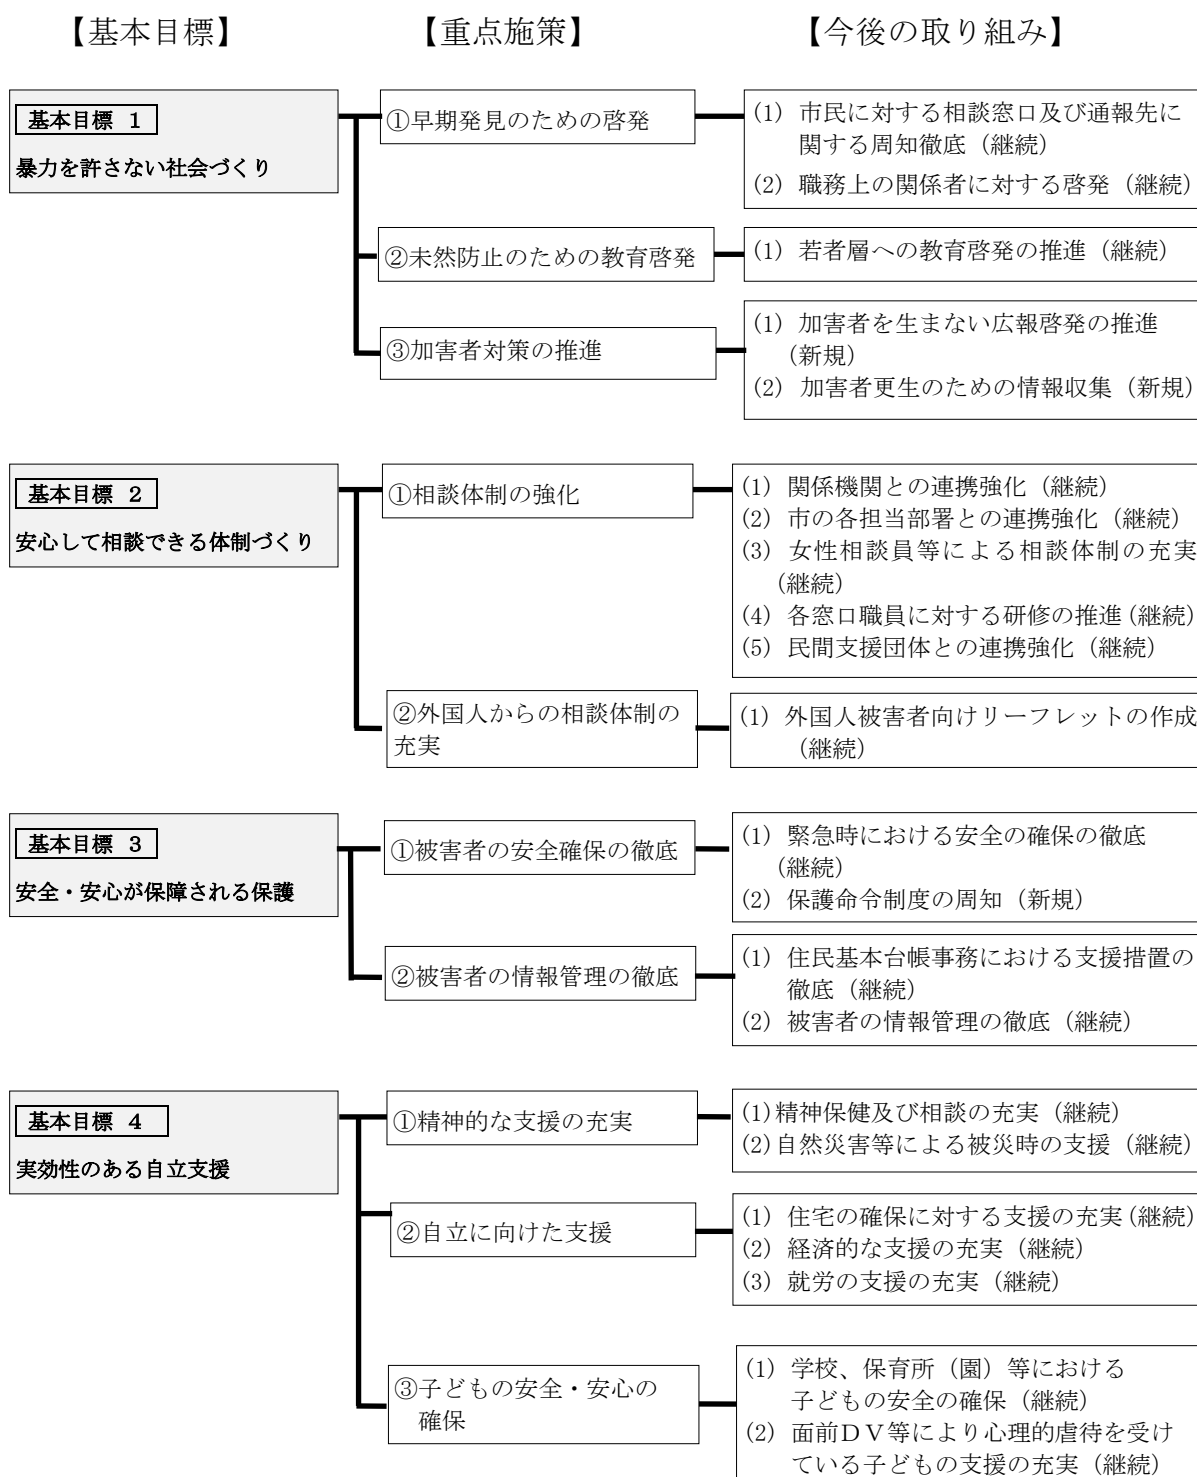 【基本目標】 【重点施策】 【今後の取り組み】
基本目標 1
暴力を許さない社会づくり
①早期発見のための啓発
(1) 市民に対する相談窓口及び通報先に
関する周知徹底（継続）
(2) 職務上の関係者に対する啓発（継続）
②未然防止のための教育啓発
(1) 若者層への教育啓発の推進（継続）
③加害者対策の推進
(1) 加害者を生まない広報啓発の推進
（新規）
(2) 加害者更生のための情報収集（新規）
基本目標 2
安心して相談できる体制づくり
①相談体制の強化
(1) 関係機関との連携強化（継続）
(2) 市の各担当部署との連携強化（継続）
(3) 女性相談員等による相談体制の充実
（継続）
(4) 各窓口職員に対する研修の推進（継続）
(5) 民間支援団体との連携強化（継続）
②外国人からの相談体制の
充実
(1) 外国人被害者向けリーフレットの作成
（継続）
基本目標 3
安全・安心が保障される保護
①被害者の安全確保の徹底
(1) 緊急時における安全の確保の徹底
（継続）
(2) 保護命令制度の周知（新規）
②被害者の情報管理の徹底
(1) 住民基本台帳事務における支援措置の
徹底（継続）
(2) 被害者の情報管理の徹底（継続）
基本目標 4
実効性のある自立支援
①精神的な支援の充実
(1)精神保健及び相談の充実（継続）
(2)自然災害等による被災時の支援（継続）
②自立に向けた支援
(1) 住宅の確保に対する支援の充実（継続）
(2) 経済的な支援の充実（継続）
(3) 就労の支援の充実（継続）
③子どもの安全・安心の
確保
(1) 学校、保育所（園）等における
子どもの安全の確保（継続）
(2) 面前ＤＶ等により心理的虐待を受け
ている子どもの支援の充実（継続）